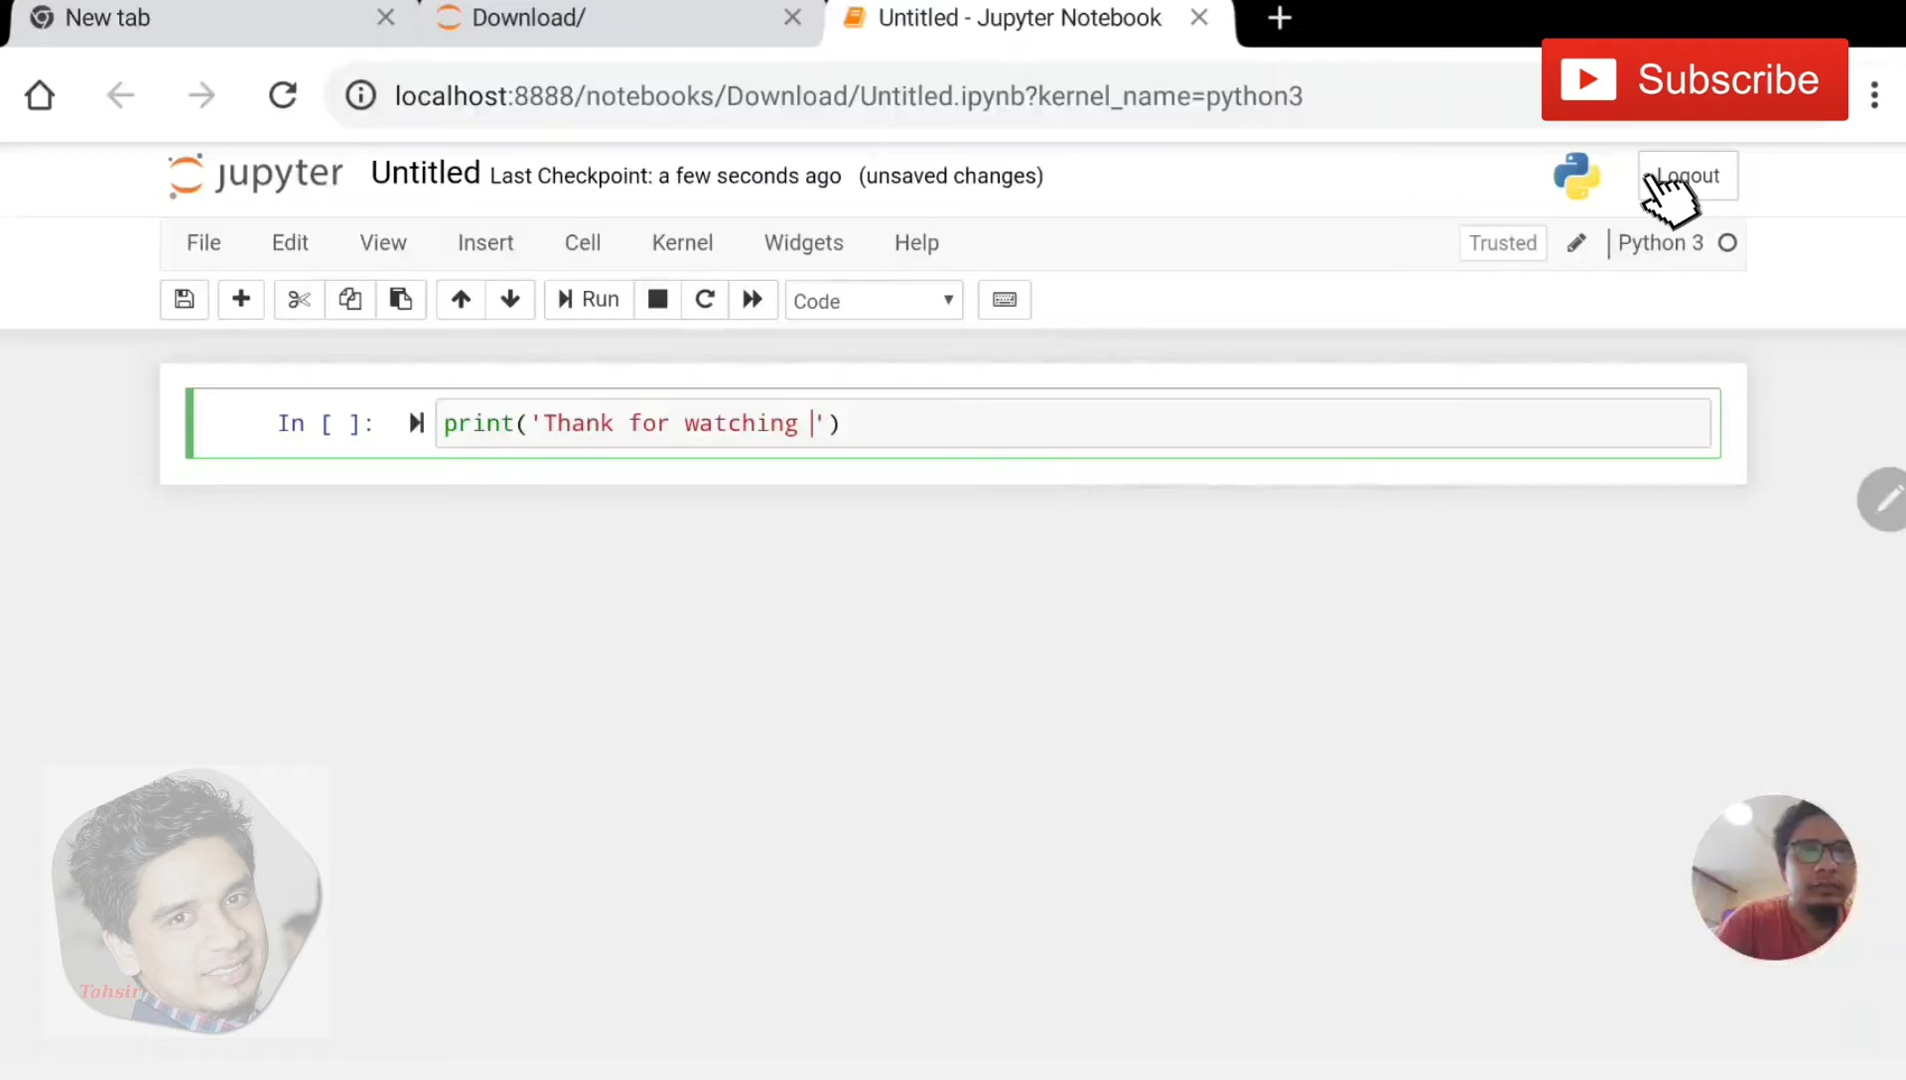 New tab
Download/
Untitled - Jupyter Notebook
localhost:8888/notebooks/Download/Untitled.ipynb?kernel_name=python3
Subscribe
jupyter Untitled Last Checkpoint: a few seconds ago (unsaved changes)
Logout
File Edit View Insert Cell Kernel Widgets Help
Trusted Python 3
Run Code
In [ ]: print('Thank for watching ')
Tahsir